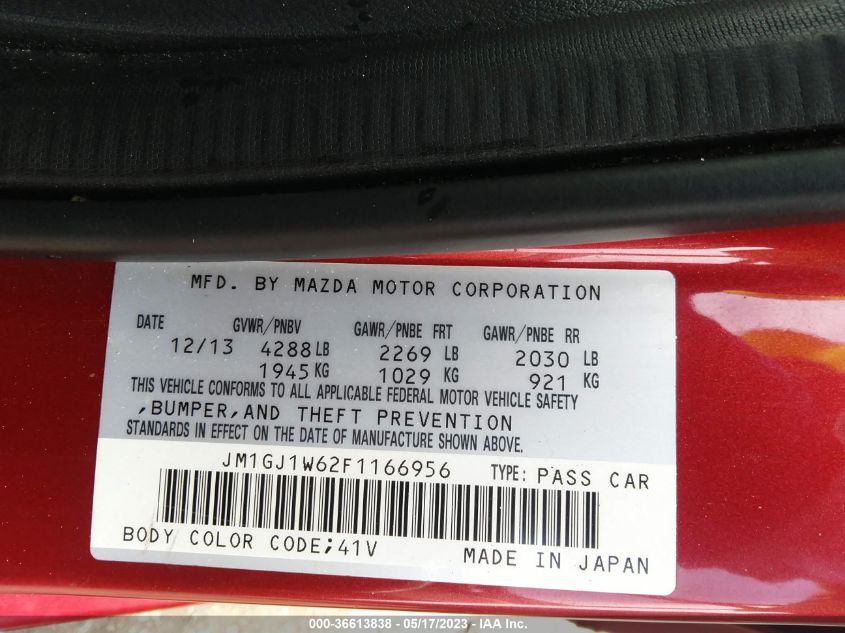 MFD. BY MAZDA MOTOR CORPORATION
DATE GVWR/PNBV GAWR/PNBE FRT GAWR/PNBE RR
12/13 4288 LB 2269 LB 2030 LB
1945 KG 1029 KG 921 KG
THIS VEHICLE CONFORMS TO ALL APPLICABLE FEDERAL MOTOR VEHICLE SAFETY
,BUMPER,AND THEFT PREVENTION
STANDARDS IN EFFECT ON THE DATE OF MANUFACTURE SHOWN ABOVE.
JM1GJ1W62F1166956 TYPE: PASS CAR
BODY COLOR CODE;41V MADE IN JAPAN
000-36613838 - 05/17/2023 - © IAA Inc.